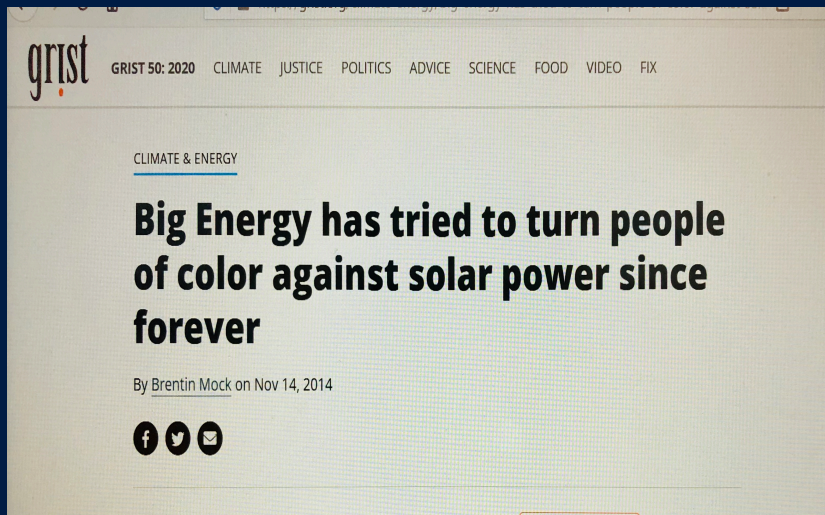 grist
GRIST 50: 2020 CLIMATE JUSTICE POLITICS ADVICE SCIENCE FOOD VIDEO FIX
CLIMATE & ENERGY
Big Energy has tried to turn people
of color against solar power since
forever
By Brentin Mock on Nov 14, 2014